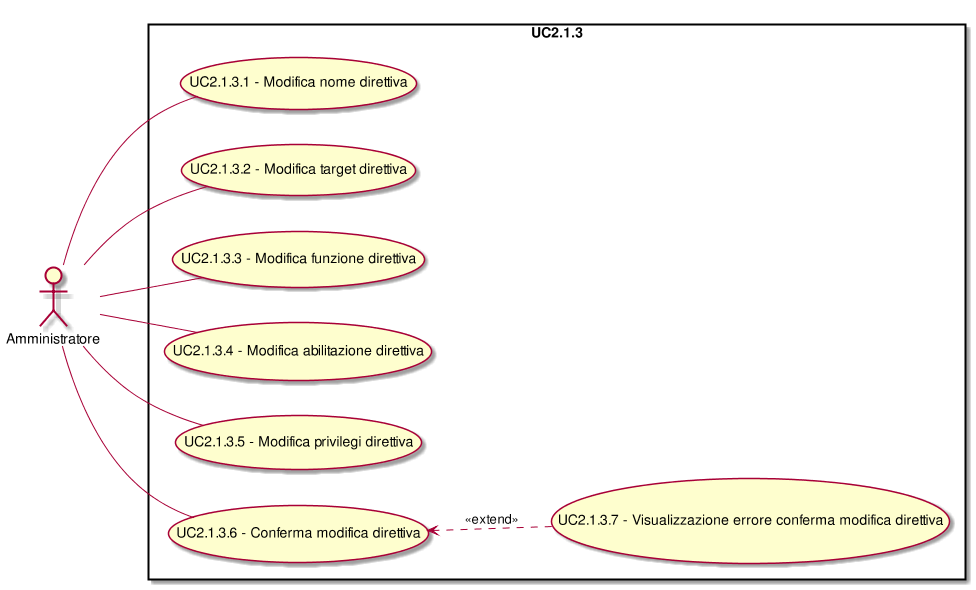 UC2.1.3
UC2.1.3.1 - Modifica nome direttiva
UC2.1.3.2 - Modifica target direttiva
UC2.1.3.3 - Modifica funzione direttiva
Amministratore
UC2.1.3.4 - Modifica abilitazione direttiva
UC2.1.3.5 - Modifica privilegi direttiva
UC2.1.3.6 - Conferma modifica direttiva
«extend»
UC2.1.3.7 - Visualizzazione errore conferma modifica direttiva